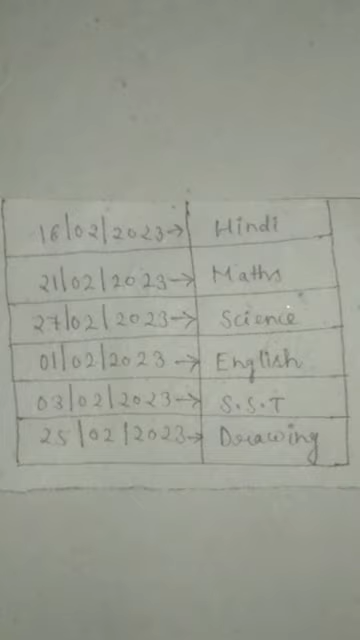 16/02/2023→ Hindi
21/02/2023→ Maths
27/02/2023→ Science
01/02/2023→ English
03/02/2023→ S.S.T
25/02/2023→ Drawing